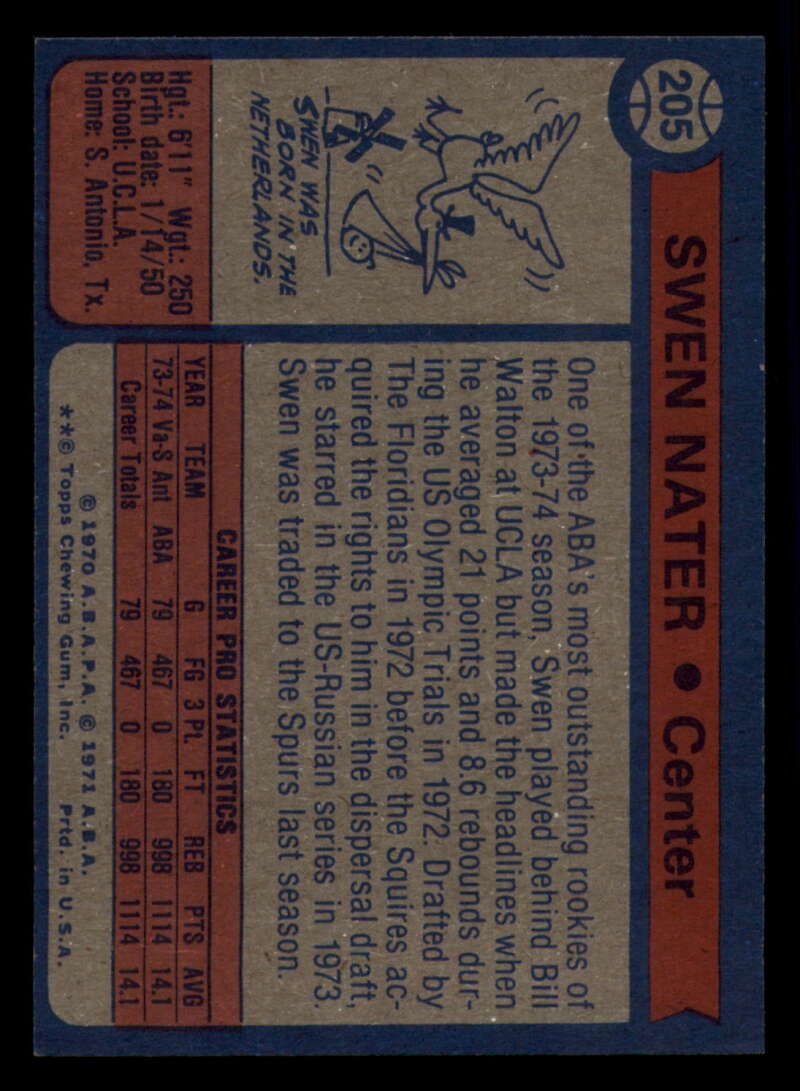 205
SWEN NATER • Center
SWEN WAS
BORN IN THE
NETHERLANDS.
Hgt.: 6'11" Wgt.: 250
Birth date: 1/14/50
School: U.C.L.A.
Home: S. Antonio, Tx.
One of the ABA's most outstanding rookies of
the 1973-74 season, Swen played behind Bill
Walton at UCLA but made the headlines when
he averaged 21 points and 8.6 rebounds dur-
ing the US Olympic Trials in 1972. Drafted by
The Floridians in 1972 before the Squires ac-
quired the rights to him in the dispersal draft,
he starred in the US-Russian series in 1973.
Swen was traded to the Spurs last season.
CAREER PRO STATISTICS
YEAR TEAM G FG 3 Pt. FT REB PTS AVG
73-74 Va-S Ant ABA 79 467 0 180 998 1114 14.1
Career Totals 79 467 0 180 998 1114 14.1
© 1970 A.B.A.P.A. © 1971 A.B.A.
**© Topps Chewing Gum, Inc. Prtd. in U.S.A.